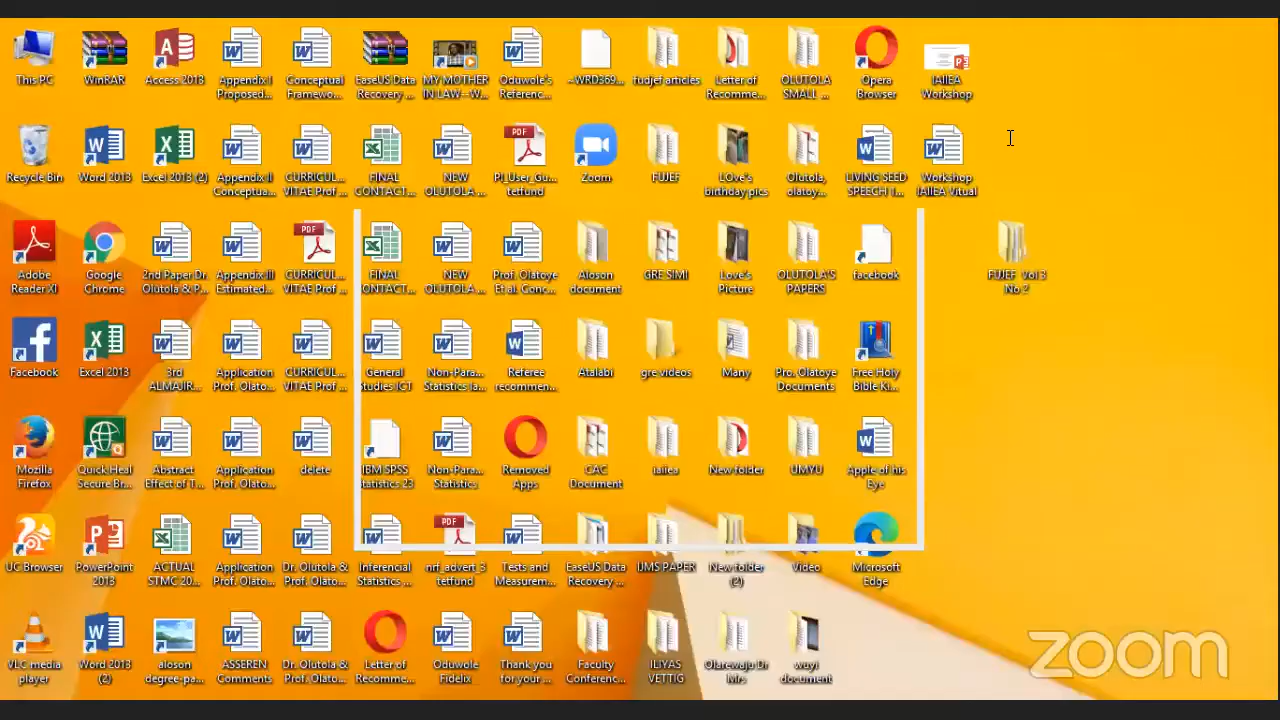 This PC
WinRAR
Access 2013
Appendix I
Proposed...
Conceptual
Framewo...
EaseUS Data
Recovery ...
MY MOTHER
IN LAW--W...
Oduwole's
Referenc...
~WRD369...
fudjef articles
Letter of
Recomme...
OLUTOLA
SMALL ...
Opera
Browser
IAIIEA
Workshop
Recycle Bin
Word 2013
Excel 2013 (2)
Appendix II
Conceptua...
CURRICUL...
VITAE Prof ...
FINAL
CONTACT...
NEW
OLUTOLA ...
PI_User_Gu...
tetfund
Zoom
FUJEF
LOve's
birthday pics
Olutola,
olatoy...
LIVING SEED
SPEECH 1...
Workshop
IAIIEA Vitual
Adobe
Reader XI
Google
Chrome
2nd Paper Dr.
Olutola & P...
Appendix III
Estimated...
CURRICUL...
VITAE Prof ...
FINAL
CONTACT...
NEW
OLUTOLA ...
Prof. Olatoye
Et al. Conc...
Aloson
document
GRE SIMI
Love's
Picture
OLUTOLA'S
PAPERS
facebook
FUJEF Vol 3
No 2
Facebook
Excel 2013
3rd
ALMAJIR...
Application
Prof. Olato...
CURRICUL...
VITAE Prof ...
General
Studies ICT
Non-Para...
Statistics la...
Referee
recommen...
Atalabi
gre videos
Many
Pro. Olatoye
Documents
Free Holy
Bible Ki...
Mozilla
Firefox
Quick Heal
Secure Br...
Abstract
Effect of T...
Application
Prof. Olato...
delete
IBM SPSS
Statistics 23
Non-Para...
Statistics
Removed
Apps
CAC
Document
iaiiea
New folder
UMYU
Apple of his
Eye
UC Browser
PowerPoint
2013
ACTUAL
STMC 20...
Application
Prof. Olato...
Dr. Olutola &
Prof. Olato...
Inferencial
Statistics ...
nrf_advert_3
tetfund
Tests and
Measurem...
EaseUS Data
Recovery ...
IJMS PAPER
New folder
(2)
Video
Microsoft
Edge
VLC media
player
Word 2013
(2)
aloson
degree-pa...
ASSEREN
Comments
Dr. Olutola &
Prof. Olato...
Letter of
Recomme...
Oduwole
Fidelix
Thank you
for your ...
Faculty
Conferenc...
ILIYAS
VETTIG
Olarewaju Dr
Mrs
wuyi
document
zoom